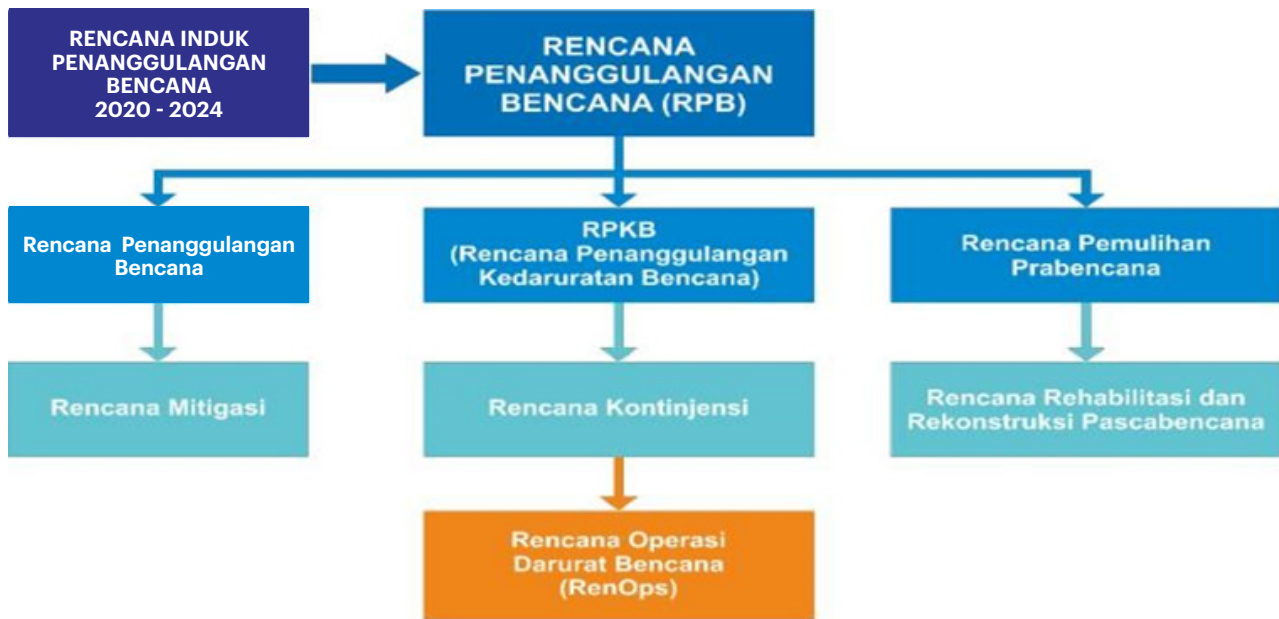 RENCANA INDUK
PENANGGULANGAN
BENCANA
2020 - 2024
RENCANA
PENANGGULANGAN
BENCANA (RPB)
Rencana Penanggulangan
Bencana
RPKB
(Rencana Penanggulangan
Kedaruratan Bencana)
Rencana Pemulihan
Prabencana
Rencana Mitigasi
Rencana Kontinjensi
Rencana Rehabilitasi dan
Rekonstruksi Pascabencana
Rencana Operasi
Darurat Bencana
(RenOps)